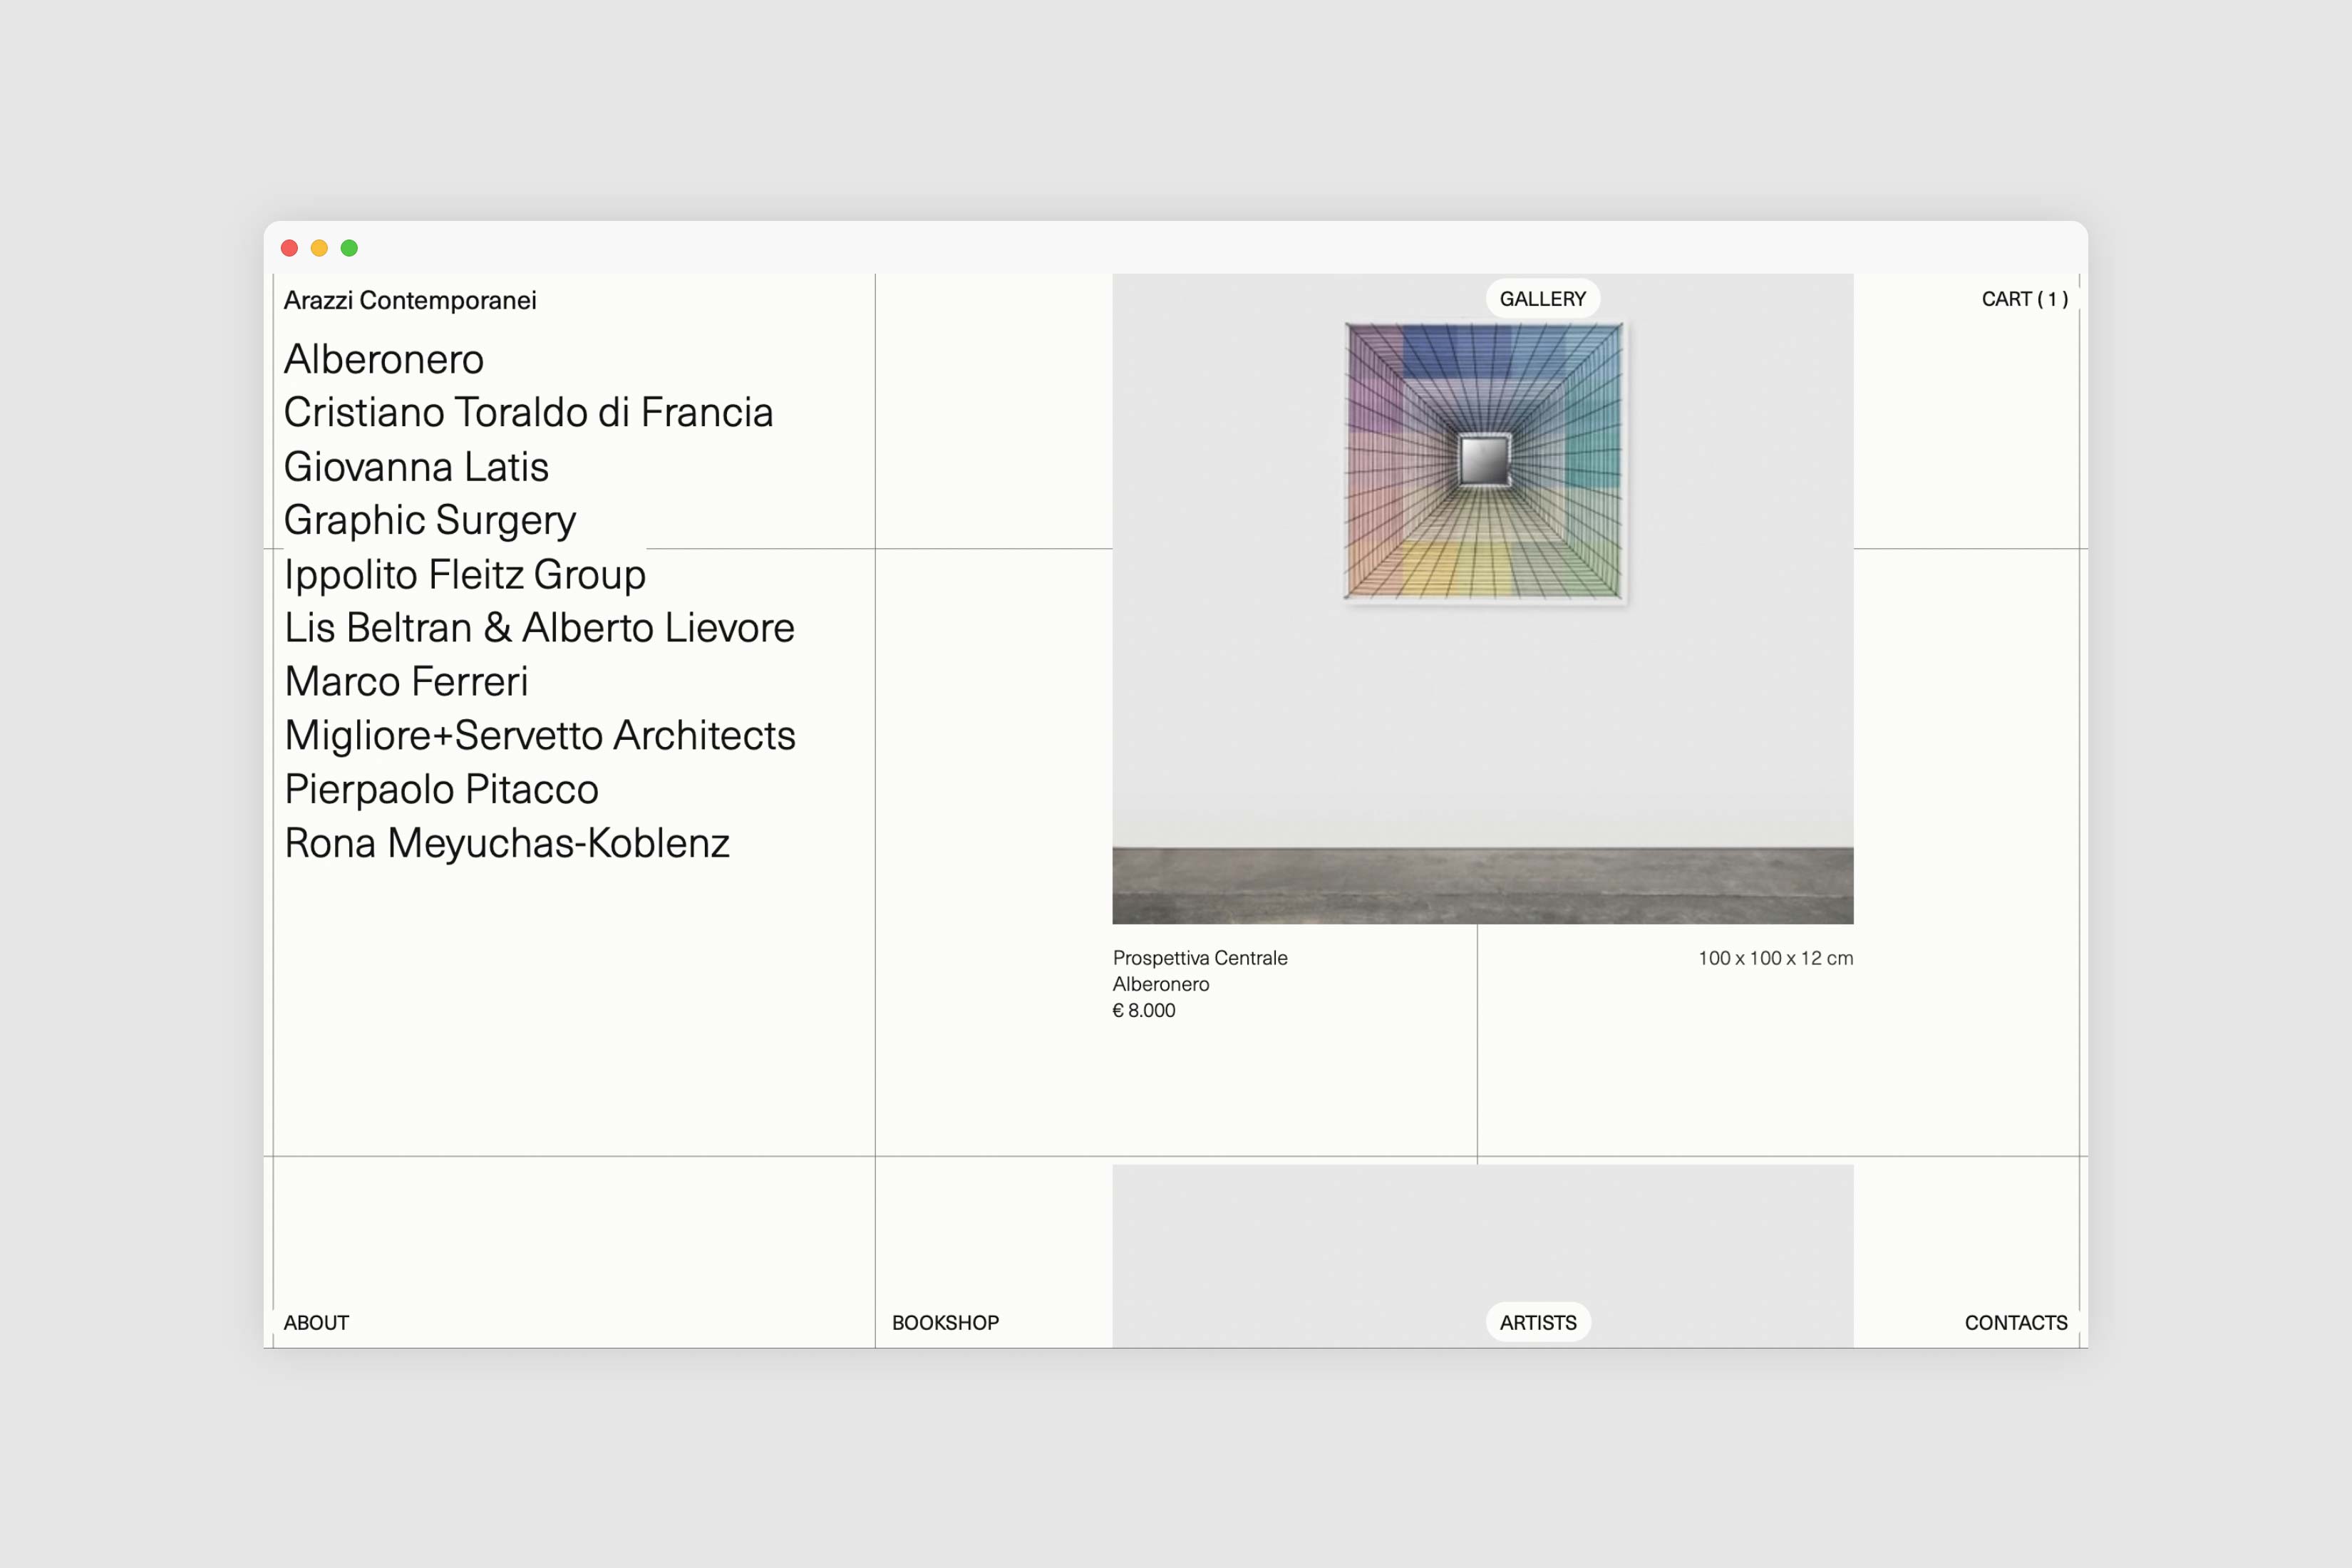 Arazzi Contemporanei
GALLERY
CART ( 1 )
Alberonero
Cristiano Toraldo di Francia
Giovanna Latis
Graphic Surgery
Ippolito Fleitz Group
Lis Beltran & Alberto Lievore
Marco Ferreri
Migliore+Servetto Architects
Pierpaolo Pitacco
Rona Meyuchas-Koblenz
Prospettiva Centrale
Alberonero
€ 8.000
100 x 100 x 12 cm
ABOUT
BOOKSHOP
ARTISTS
CONTACTS